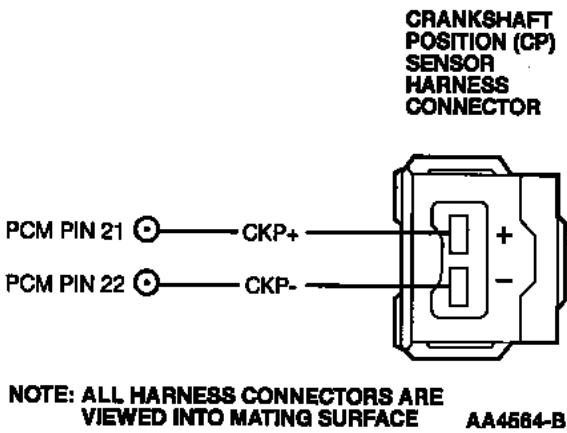 CRANKSHAFT
POSITION (CP)
SENSOR
HARNESS
CONNECTOR
PCM PIN 21 CKP+ +
PCM PIN 22 CKP- -
NOTE: ALL HARNESS CONNECTORS ARE
VIEWED INTO MATING SURFACE AA4564-B